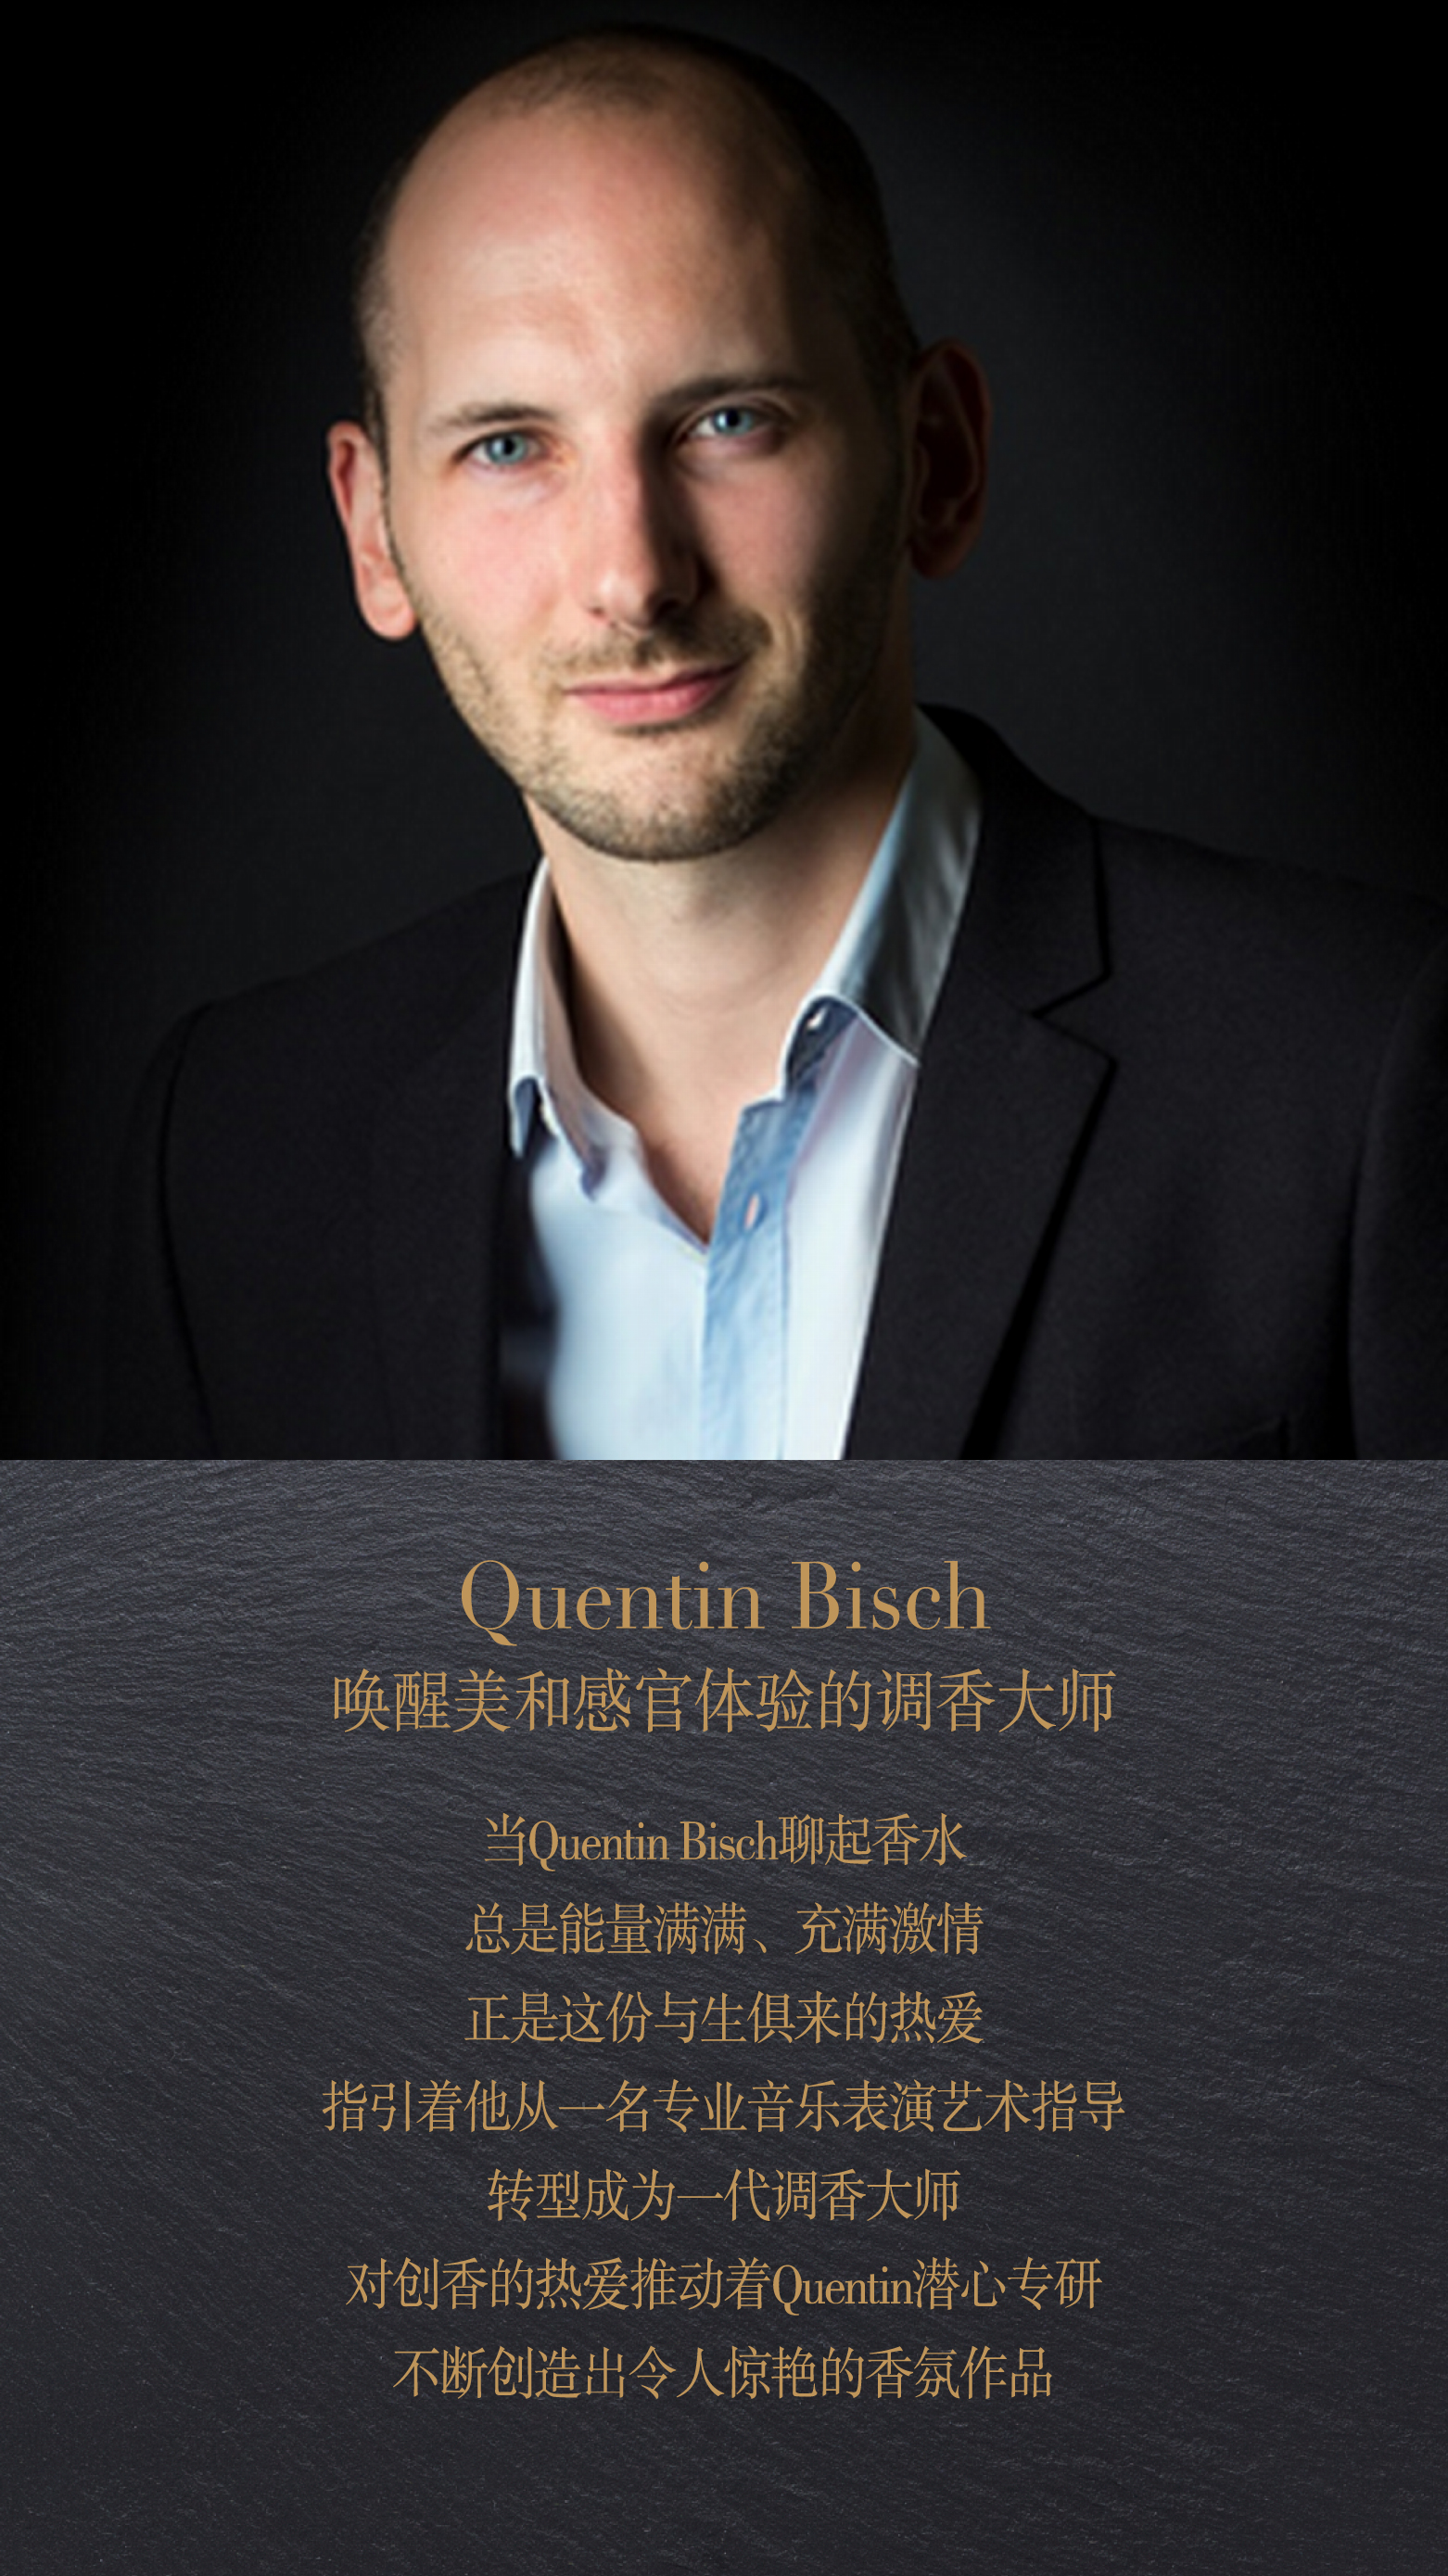 Quentin Bisch
唤醒美和感官体验的调香大师
当Quentin Bisch聊起香水
总是能量满满、充满激情
正是这份与生俱来的热爱
指引着他从一名专业音乐表演艺术指导
转型成为一代调香大师
对创香的热爱推动着Quentin潜心专研
不断创造出令人惊艳的香氛作品